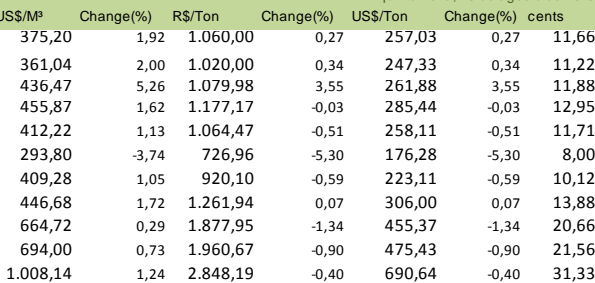 US$/M³ Change(%) R$/Ton Change(%) US$/Ton Change(%) cents
375,20 1,92 1.060,00 0,27 257,03 0,27 11,66
361,04 2,00 1.020,00 0,34 247,33 0,34 11,22
436,47 5,26 1.079,98 3,55 261,88 3,55 11,88
455,87 1,62 1.177,17 -0,03 285,44 -0,03 12,95
412,22 1,13 1.064,47 -0,51 258,11 -0,51 11,71
293,80 -3,74 726,96 -5,30 176,28 -5,30 8,00
409,28 1,05 920,10 -0,59 223,11 -0,59 10,12
446,68 1,72 1.261,94 0,07 306,00 0,07 13,88
664,72 0,29 1.877,95 -1,34 455,37 -1,34 20,66
694,00 0,73 1.960,67 -0,90 475,43 -0,90 21,56
1.008,14 1,24 2.848,19 -0,40 690,64 -0,40 31,33